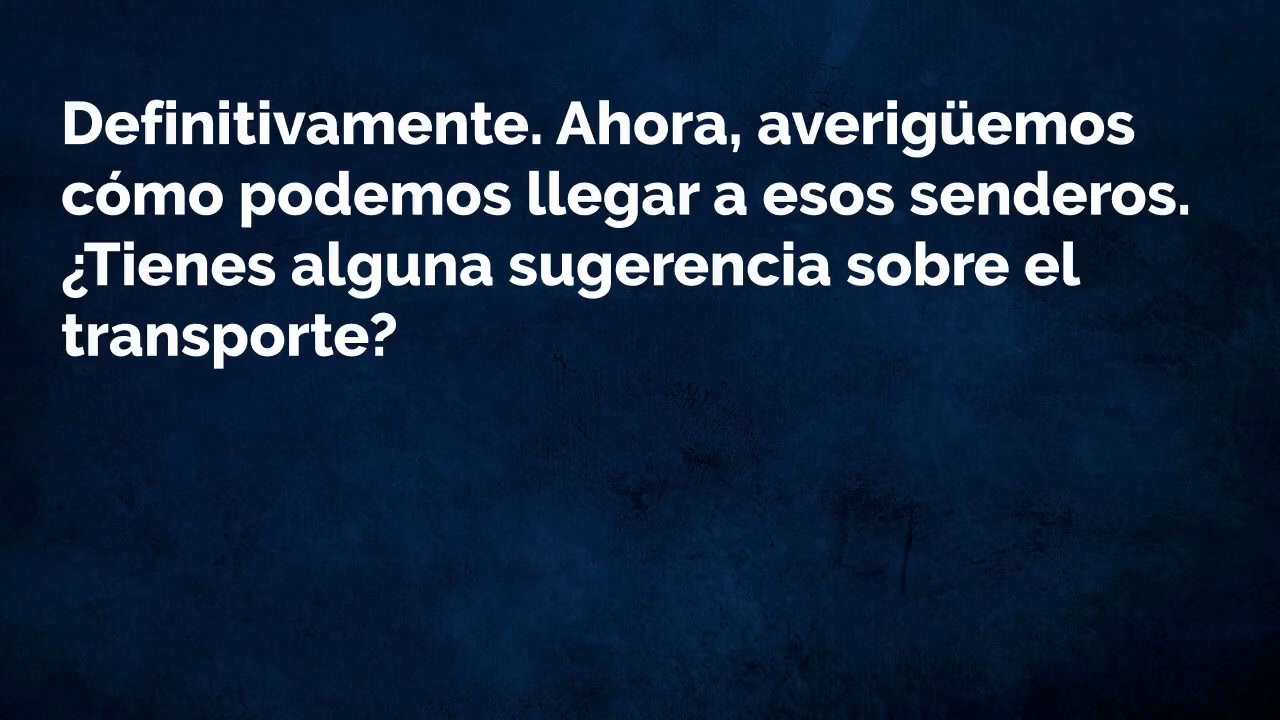 Definitivamente. Ahora, averigüemos
cómo podemos llegar a esos senderos.
¿Tienes alguna sugerencia sobre el
transporte?